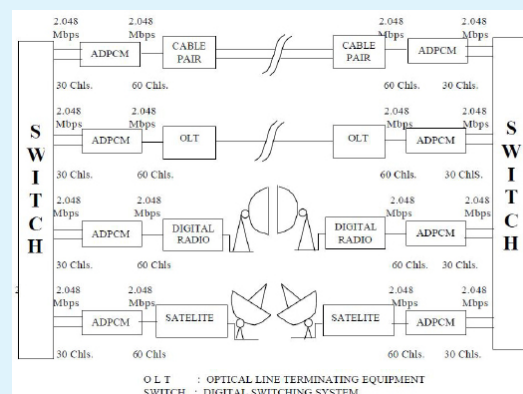 2.048 Mbps 2.048 Mbps 2.048 Mbps 2.048 Mbps
ADPCM CABLE PAIR CABLE PAIR ADPCM
30 Chls. 60 Chls. 60 Chls. 30 Chls.
2.048 Mbps 2.048 Mbps 2.048 Mbps 2.048 Mbps
ADPCM OLT OLT ADPCM
30 Chls. 60 Chls. 60 Chls. 30 ChlS.
SWITCH SWITCH
2.048 Mbps 2.048 Mbps 2.048 Mbps 2.048 Mbps
ADPCM DIGITAL RADIO DIGITAL RADIO ADPCM
30 Chls. 60 Chls 60 Chls. 30 Chls.
2.048 Mbps 2.048 Mbps 2.048 Mbps 2.048 Mbps
ADPCM SATELITE SATELITE ADPCM
30 Chls. 60 Chls 60 Chls 30 Chls.
O L T : OPTICAL LINE TERMINATING EQUIPMENT
SWITCH : DIGITAL SWITCHING SYSTEM